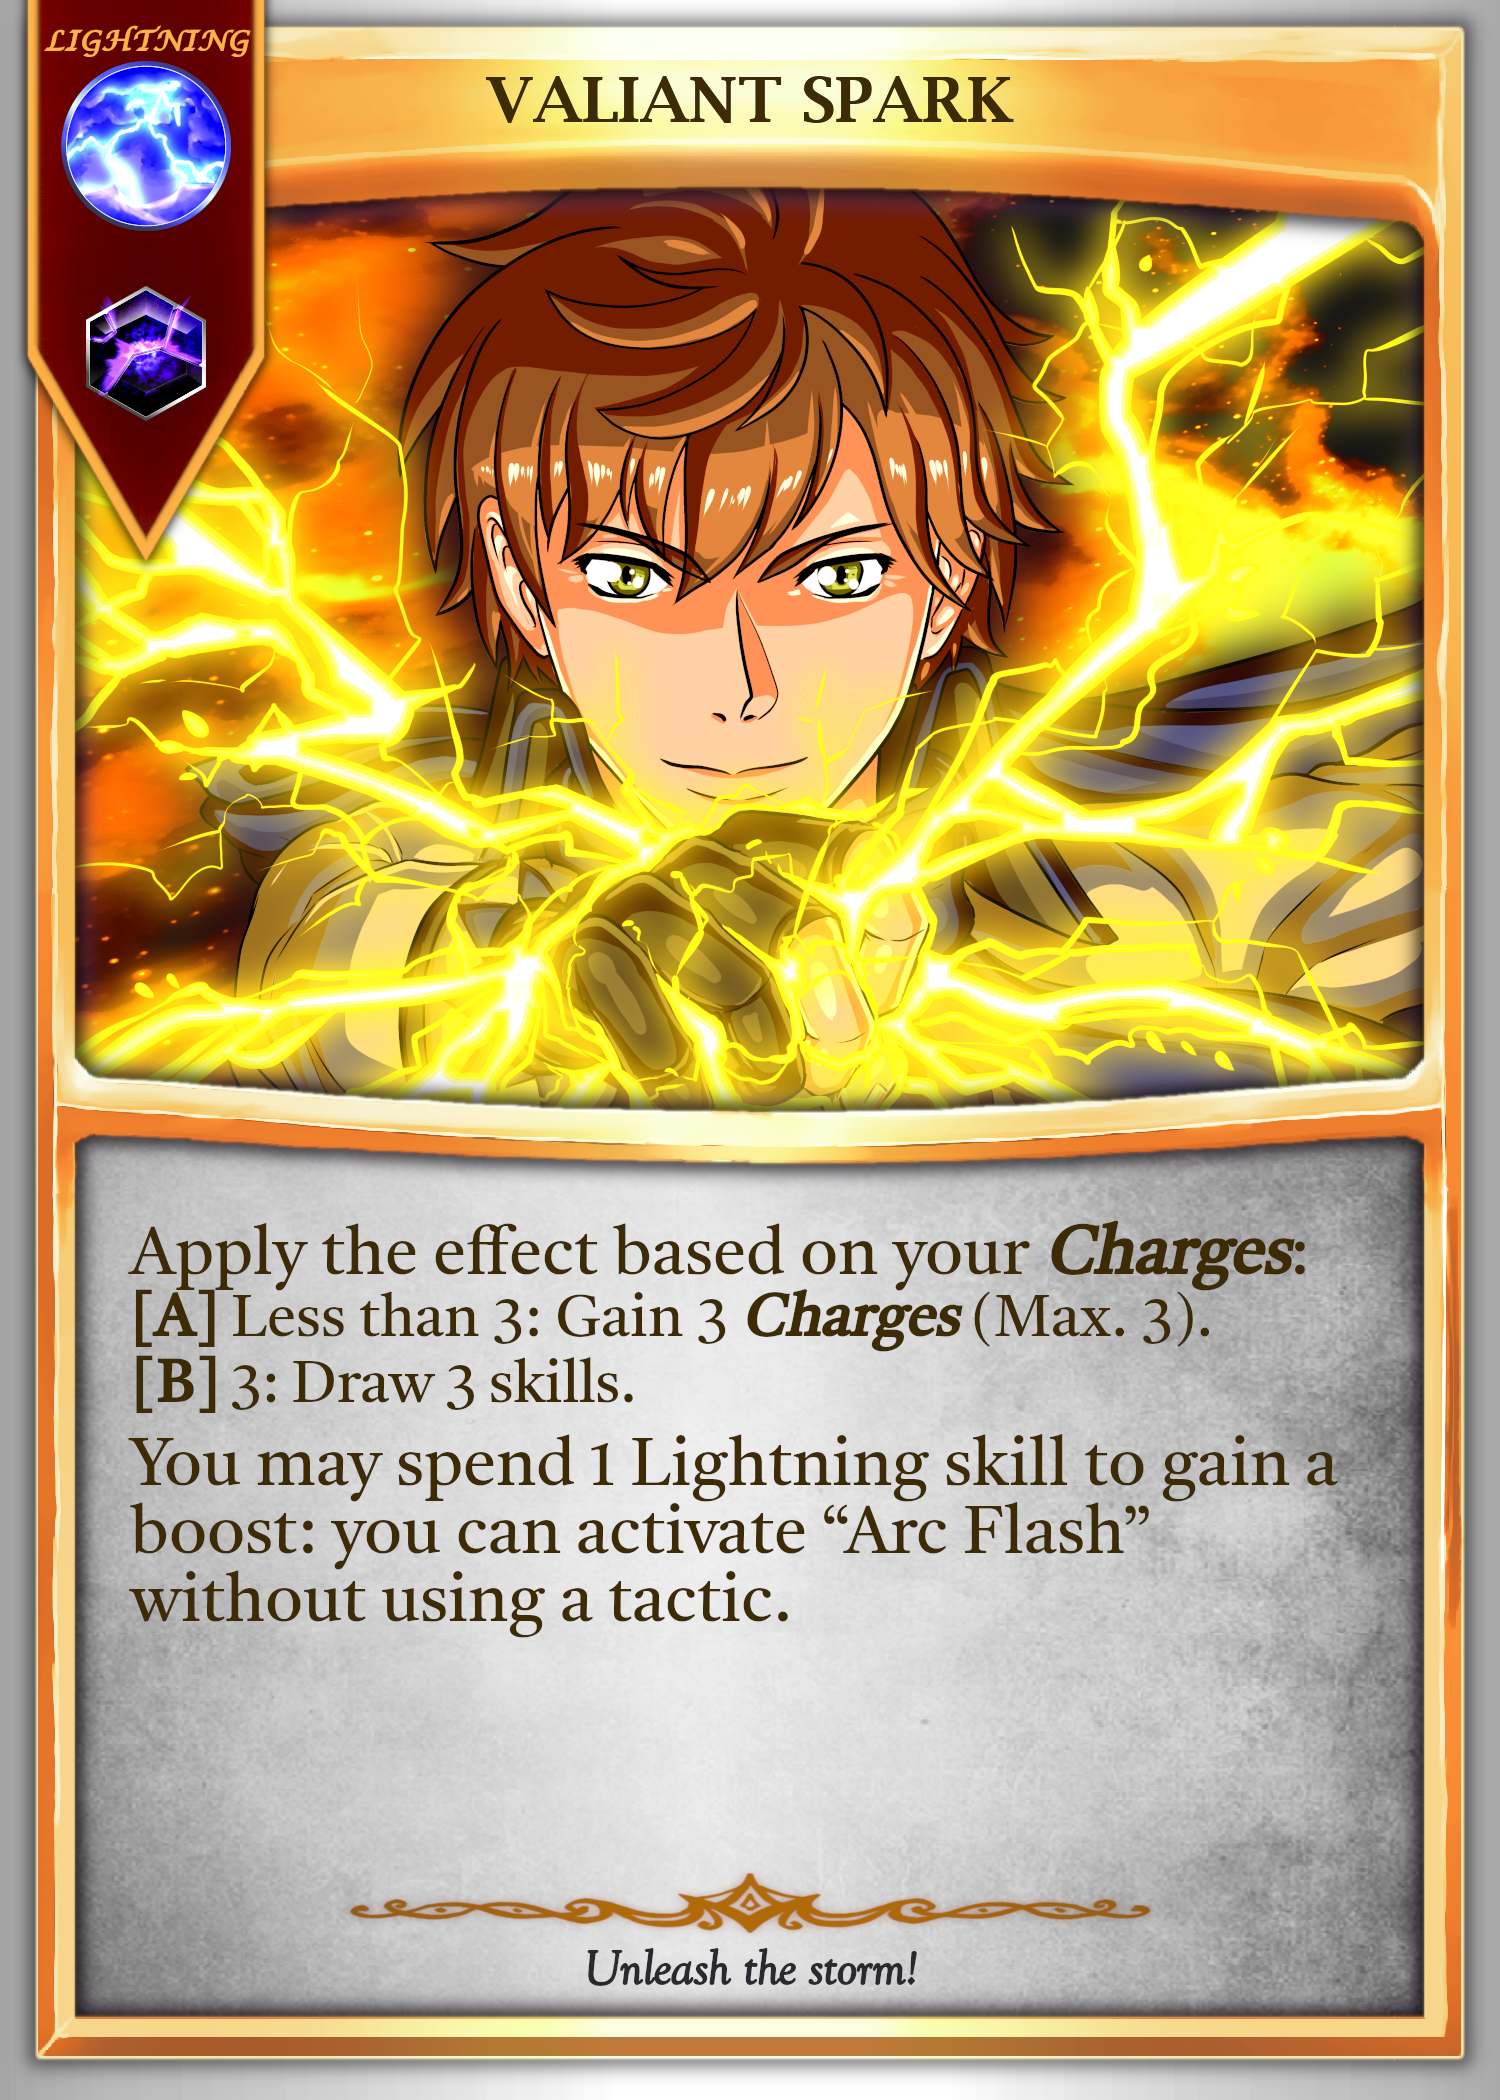 LIGHTNING
VALIANT SPARK
Apply the effect based on your Charges:
[A] Less than 3: Gain 3 Charges (Max. 3).
[B] 3: Draw 3 skills.
You may spend 1 Lightning skill to gain a
boost: you can activate “Arc Flash”
without using a tactic.
Unleash the storm!